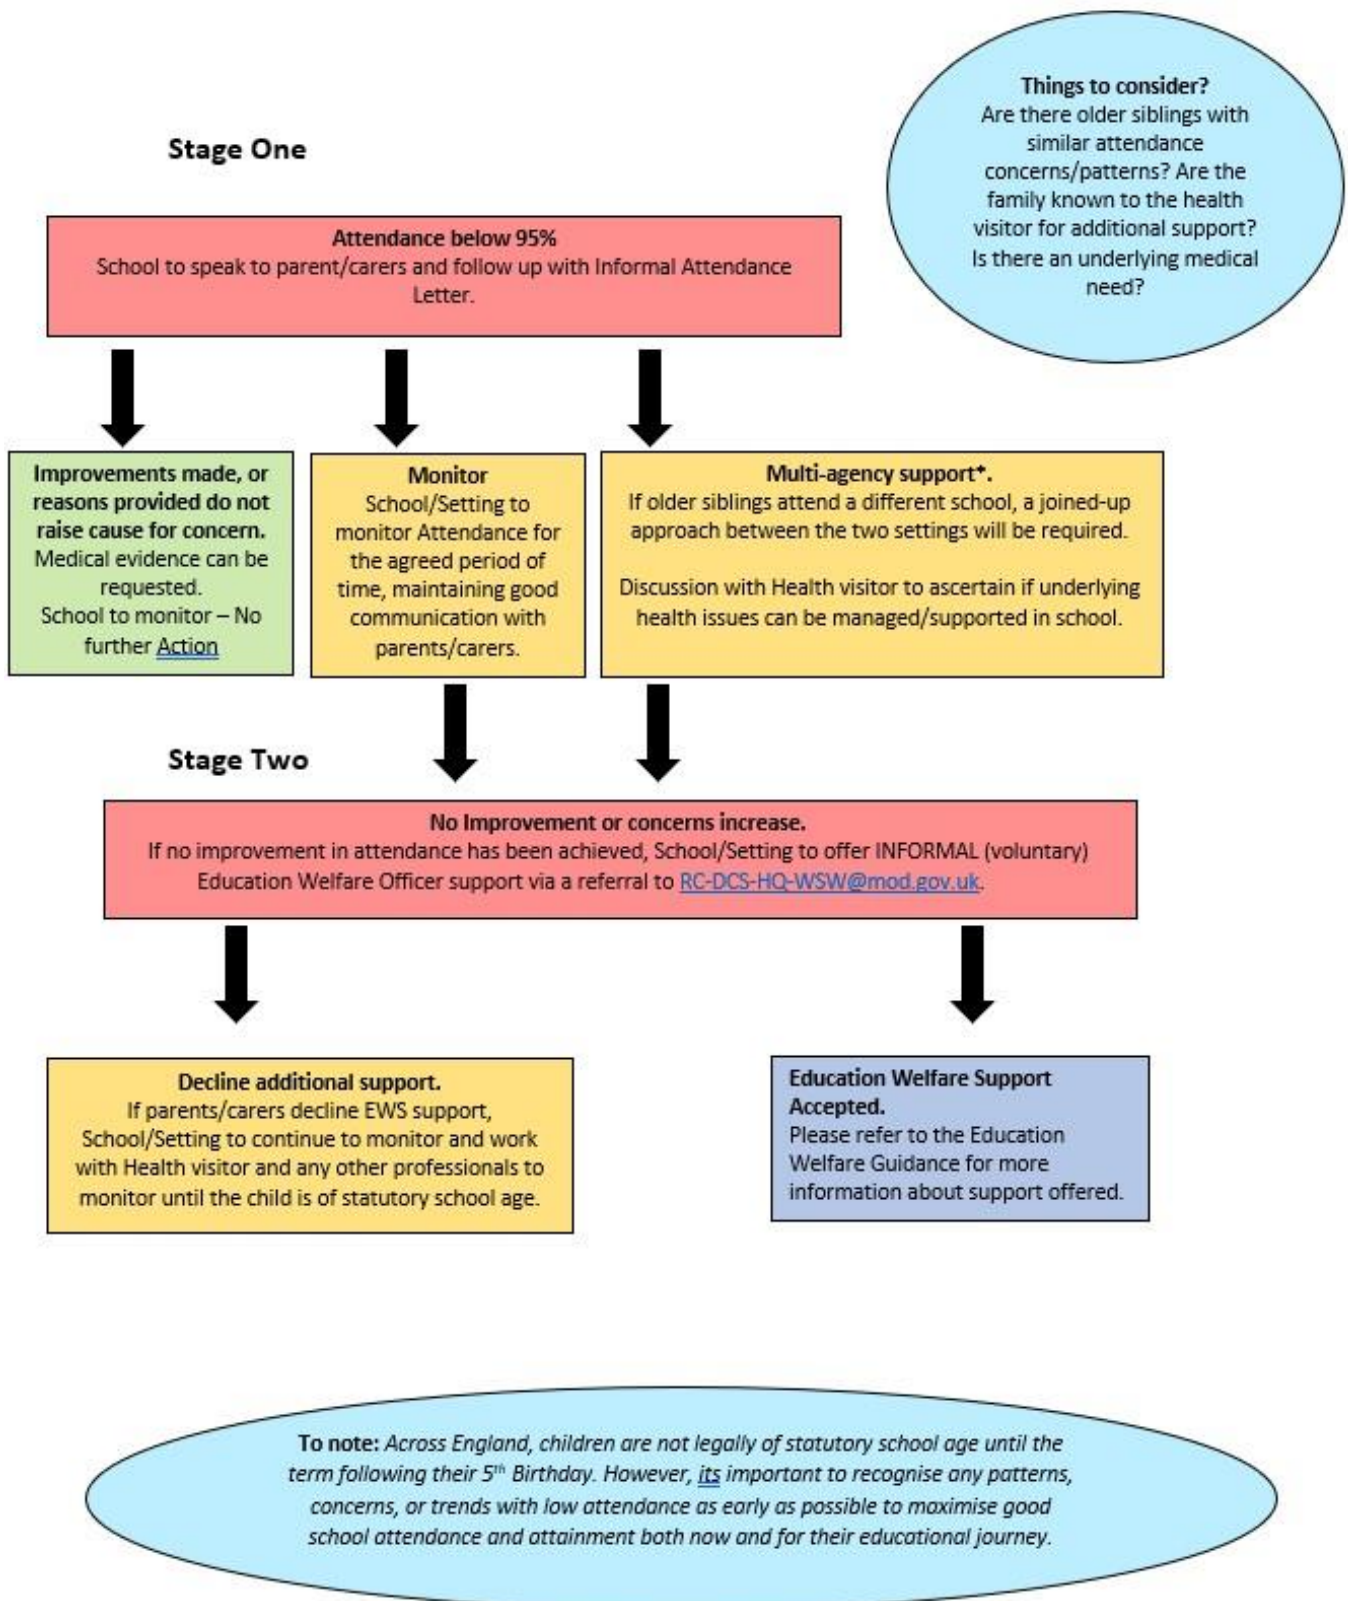 Things to consider?
Are there older siblings with
similar attendance
concerns/patterns? Are the
family known to the health
visitor for additional support?
Is there an underlying medical
need?
Stage One
Attendance below 95%
School to speak to parent/carers and follow up with Informal Attendance
Letter.
Improvements made, or
reasons provided do not
raise cause for concern.
Medical evidence can be
requested.
School to monitor – No
further Action
Monitor
School/Setting to
monitor Attendance for
the agreed period of
time, maintaining good
communication with
parents/carers.
Multi-agency support*.
If older siblings attend a different school, a joined-up
approach between the two settings will be required.
Discussion with Health visitor to ascertain if underlying
health issues can be managed/supported in school.
Stage Two
No Improvement or concerns increase.
If no improvement in attendance has been achieved, School/Setting to offer INFORMAL (voluntary)
Education Welfare Officer support via a referral to RC-DCS-HQ-WSW@mod.gov.uk.
Decline additional support.
If parents/carers decline EWS support,
School/Setting to continue to monitor and work
with Health visitor and any other professionals to
monitor until the child is of statutory school age.
Education Welfare Support
Accepted.
Please refer to the Education
Welfare Guidance for more
information about support offered.
To note: Across England, children are not legally of statutory school age until the
term following their 5th Birthday. However, its important to recognise any patterns,
concerns, or trends with low attendance as early as possible to maximise good
school attendance and attainment both now and for their educational journey.